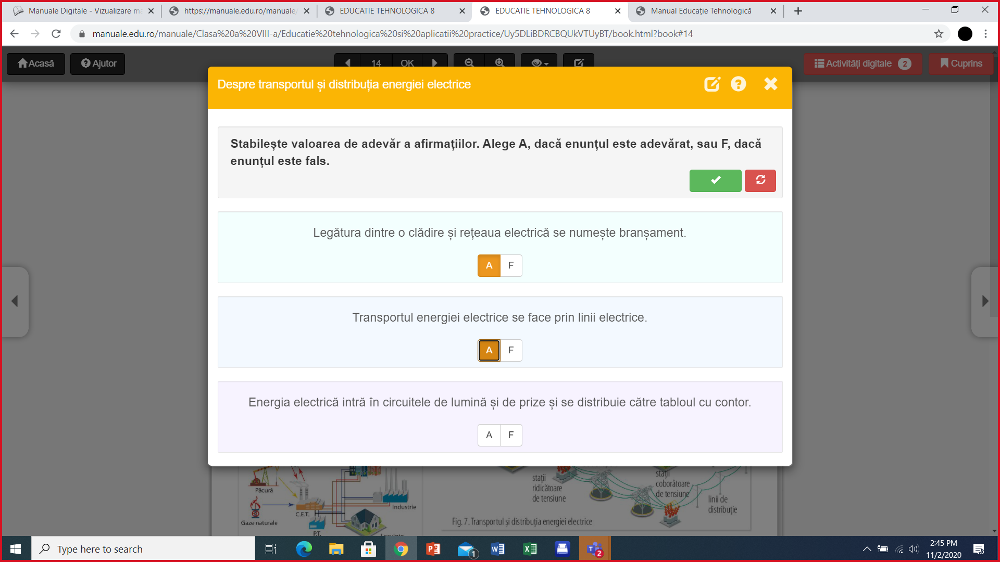 Manuale Digitale - Vizualizare ma
https://manuale.edu.ro/manuale/
EDUCATIE TEHNOLOGICA 8
EDUCATIE TEHNOLOGICA 8
Manual Educație Tehnologică
manuale.edu.ro/manuale/Clasa%20a%20VIII-a/Educatie%20tehnologica%20si%20aplicatii%20practice/Uy5DLiBDRCBQUkVTUyBT/book.html?book#14
Acasă
Ajutor
14
OK
Activități digitale 2
Cuprins
Despre transportul și distribuția energiei electrice
Stabilește valoarea de adevăr a afirmațiilor. Alege A, dacă enunțul este adevărat, sau F, dacă
enunțul este fals.
Legătura dintre o clădire și rețeaua electrică se numește branșament.
A F
Transportul energiei electrice se face prin linii electrice.
A F
Energia electrică intră în circuitele de lumină și de prize și se distribuie către tabloul cu contor.
A F
Păcură
Gaze naturale
C.E.T.
P.T.
Industrie
Locuințe
stații
ridicătoare
de tensiune
stații
coborâtoare
de tensiune
linii de
distribuție
Fig. 7. Transportul și distribuția energiei electrice
Type here to search
1
2
2:45 PM
11/2/2020